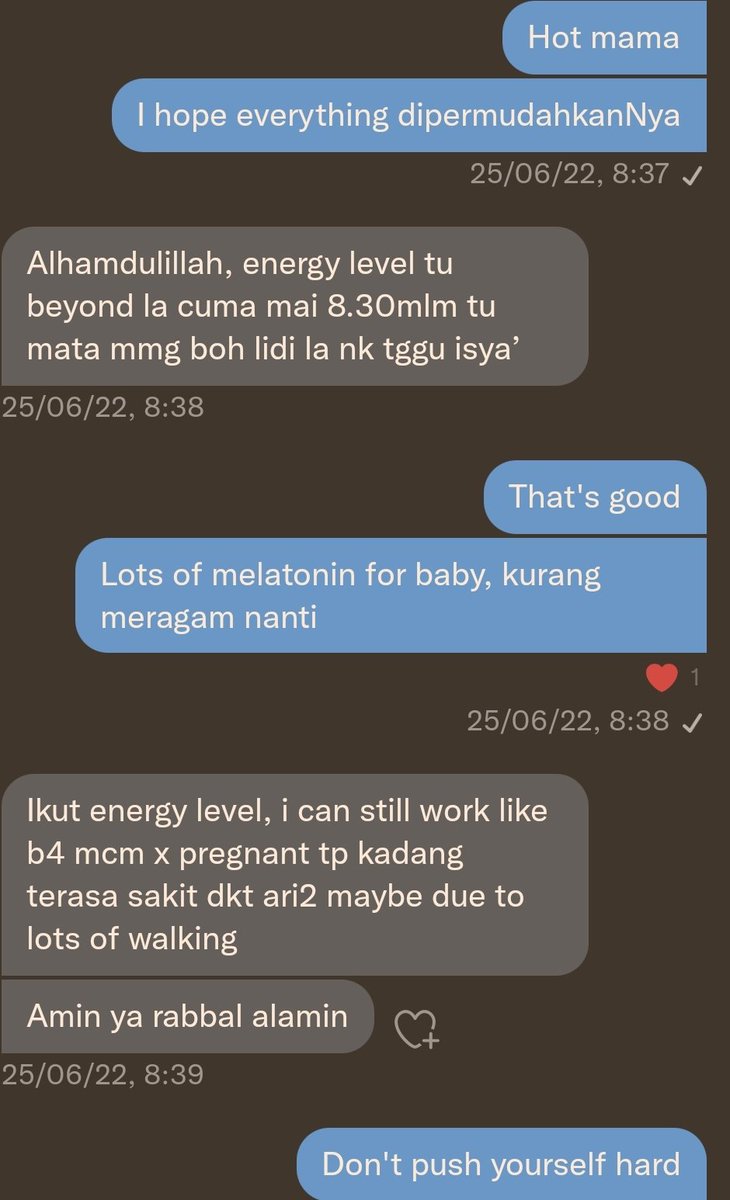 Hot mama
I hope everything dipermudahkanNya
25/06/22, 8:37
Alhamdulillah, energy level tu
beyond la cuma mai 8.30mlm tu
mata mmg boh lidi la nk tggu isya’
25/06/22, 8:38
That's good
Lots of melatonin for baby, kurang
meragam nanti
1
25/06/22, 8:38
Ikut energy level, i can still work like
b4 mcm x pregnant tp kadang
terasa sakit dkt ari2 maybe due to
lots of walking
Amin ya rabbal alamin
25/06/22, 8:39
Don't push yourself hard